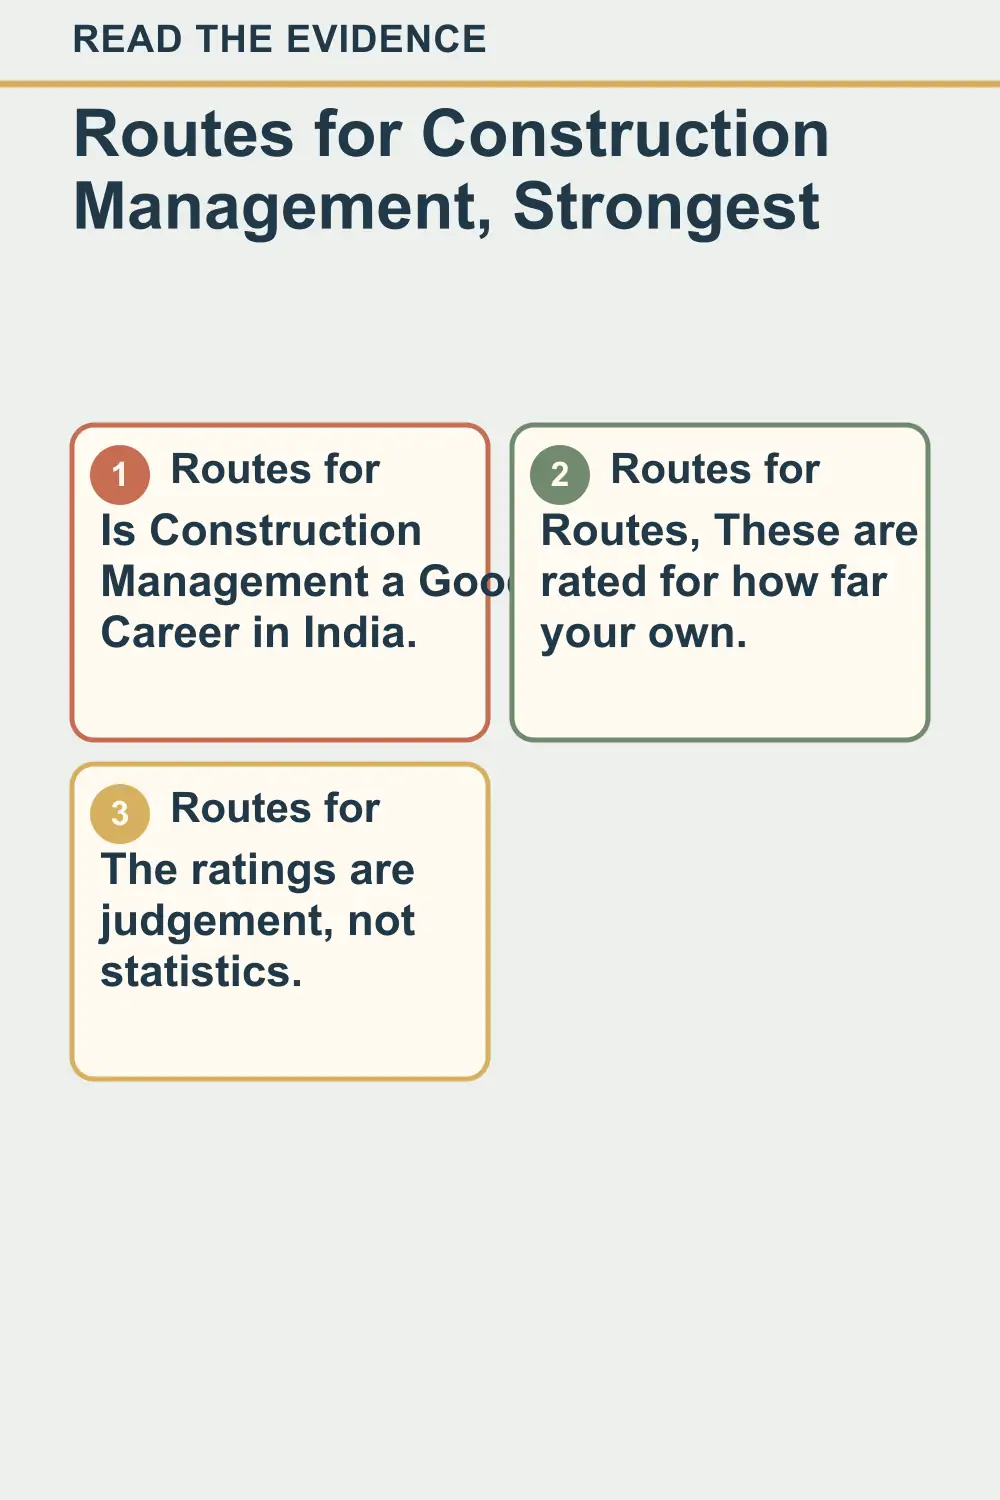 READ THE EVIDENCE
Routes for Construction
Management, Strongest
1 Routes for
Is Construction
Management a Good
Career in India.
2 Routes for
Routes, These are
rated for how far
your own.
3 Routes for
The ratings are
judgement, not
statistics.